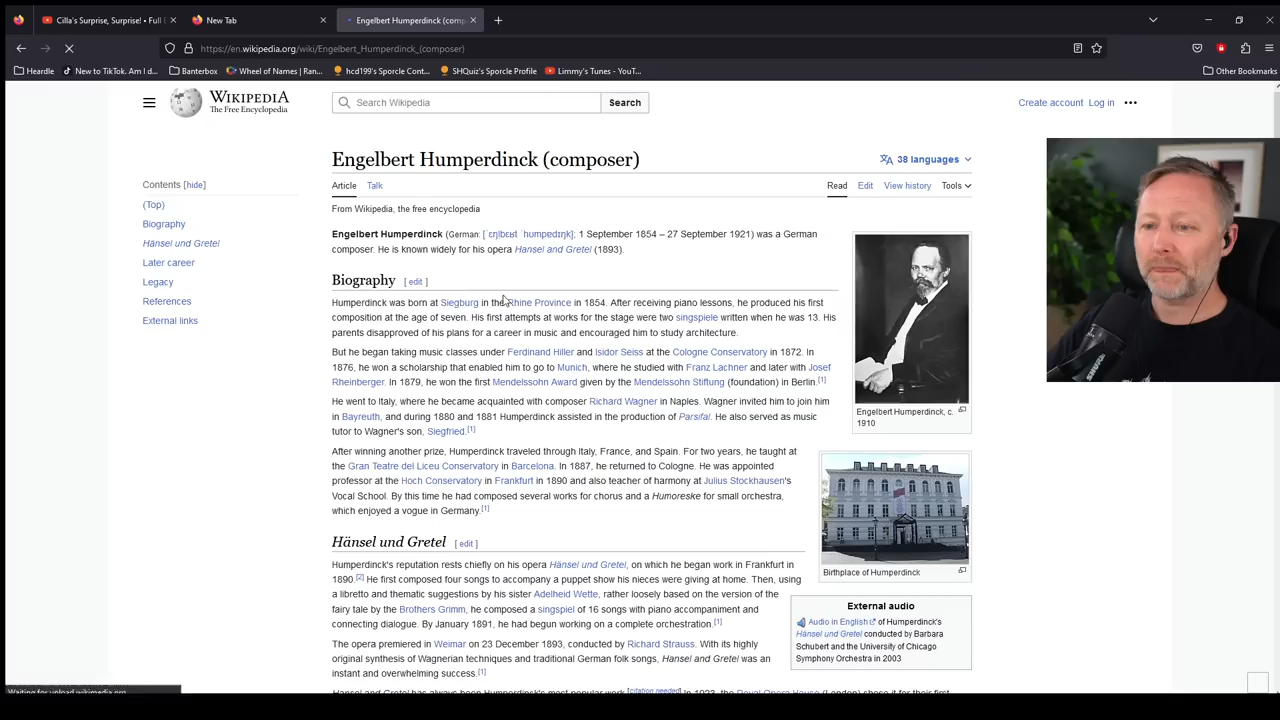 Cilla's Surprise, Surprise! • Full E
New Tab
Engelbert Humperdinck (comp
https://en.wikipedia.org/wiki/Engelbert_Humperdinck_(composer)
Heardle
New to TikTok. Am I d...
Banterbox
Wheel of Names | Ran...
hcd199's Sporcle Cont...
SHQuiz's Sporcle Profile
Limmy's Tunes - YouT...
Other Bookmarks
WIKIPEDIA
The Free Encyclopedia
Search Wikipedia
Search
Create account Log in
Engelbert Humperdinck (composer)
38 languages
Contents [hide]
(Top)
Biography
Hänsel und Gretel
Later career
Legacy
References
External links
Article Talk
Read Edit View history Tools
From Wikipedia, the free encyclopedia
Engelbert Humperdinck (German: [ˈɛŋl̩bɛʁt ˈhʊmpɐdɪŋk]; 1 September 1854 – 27 September 1921) was a German
composer. He is known widely for his opera Hansel and Gretel (1893).
Biography [ edit ]
Humperdinck was born at Siegburg in the Rhine Province in 1854. After receiving piano lessons, he produced his first
composition at the age of seven. His first attempts at works for the stage were two singspiele written when he was 13. His
parents disapproved of his plans for a career in music and encouraged him to study architecture.
But he began taking music classes under Ferdinand Hiller and Isidor Seiss at the Cologne Conservatory in 1872. In
1876, he won a scholarship that enabled him to go to Munich, where he studied with Franz Lachner and later with Josef
Rheinberger. In 1879, he won the first Mendelssohn Award given by the Mendelssohn Stiftung (foundation) in Berlin.[1]
He went to Italy, where he became acquainted with composer Richard Wagner in Naples. Wagner invited him to join him
in Bayreuth, and during 1880 and 1881 Humperdinck assisted in the production of Parsifal. He also served as music
tutor to Wagner's son, Siegfried.[1]
After winning another prize, Humperdinck traveled through Italy, France, and Spain. For two years, he taught at
the Gran Teatre del Liceu Conservatory in Barcelona. In 1887, he returned to Cologne. He was appointed
professor at the Hoch Conservatory in Frankfurt in 1890 and also teacher of harmony at Julius Stockhausen's
Vocal School. By this time he had composed several works for chorus and a Humoreske for small orchestra,
which enjoyed a vogue in Germany.[1]
Hänsel und Gretel [ edit ]
Humperdinck's reputation rests chiefly on his opera Hänsel und Gretel, on which he began work in Frankfurt in
1890.[2] He first composed four songs to accompany a puppet show his nieces were giving at home. Then, using
a libretto and thematic suggestions by his sister Adelheid Wette, rather loosely based on the version of the
fairy tale by the Brothers Grimm, he composed a singspiel of 16 songs with piano accompaniment and
connecting dialogue. By January 1891, he had begun working on a complete orchestration.[1]
The opera premiered in Weimar on 23 December 1893, conducted by Richard Strauss. With its highly
original synthesis of Wagnerian techniques and traditional German folk songs, Hansel and Gretel was an
instant and overwhelming success.[1]
Hansel and Gretel has always been Humperdinck's most popular work.[citation needed] In 1923, the Royal Opera House (London) chose it for their first
Engelbert Humperdinck, c.
1910
Birthplace of Humperdinck
External audio
Audio in English of Humperdinck's
Hänsel und Gretel conducted by Barbara
Schubert and the University of Chicago
Symphony Orchestra in 2003
Waiting for upload.wikimedia.org